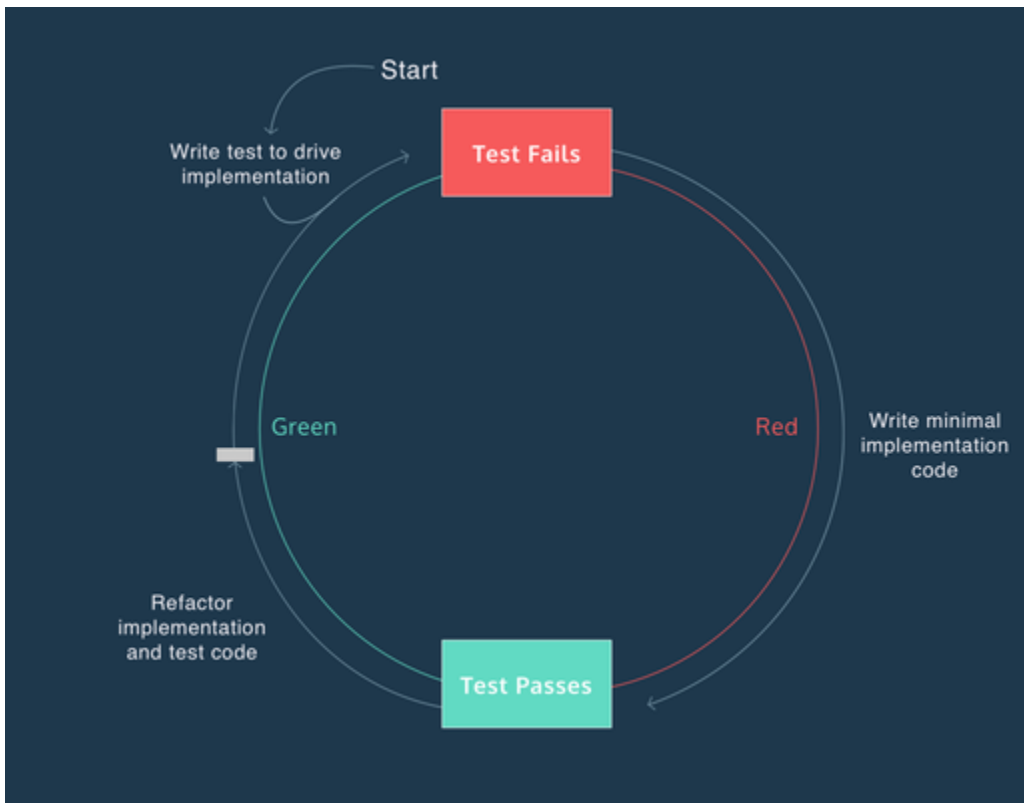 Start
Write test to drive
implementation
Test Fails
Green
Red
Write minimal
implementation
code
Refactor
implementation
and test code
Test Passes